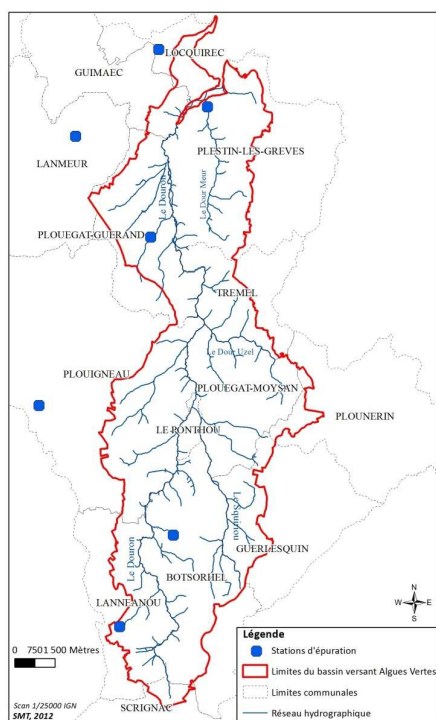 LOCQUIREC
GUIMAEC
LANMEUR
PLESTIN-LES-GREVES
Le Douron
Le Dour Meur
PLOUEGAT-GUERAND
TREMEL
Le Dour Uzel
PLOUIGNEAU
PLOUEGAT-MOYSAN
PLOUNERIN
LE PONTHOU
Le Squiriou
Le Douron
GUERLESQUIN
BOTSORHEL
LANNEANOU
SCRIGNAC
N
W E
S
0 750 1 500 Mètres
Scan 1/25000 IGN
SMT, 2012
Légende
Stations d'épuration
Limites du bassin versant Algues Vertes
Limites communales
Réseau hydrographique